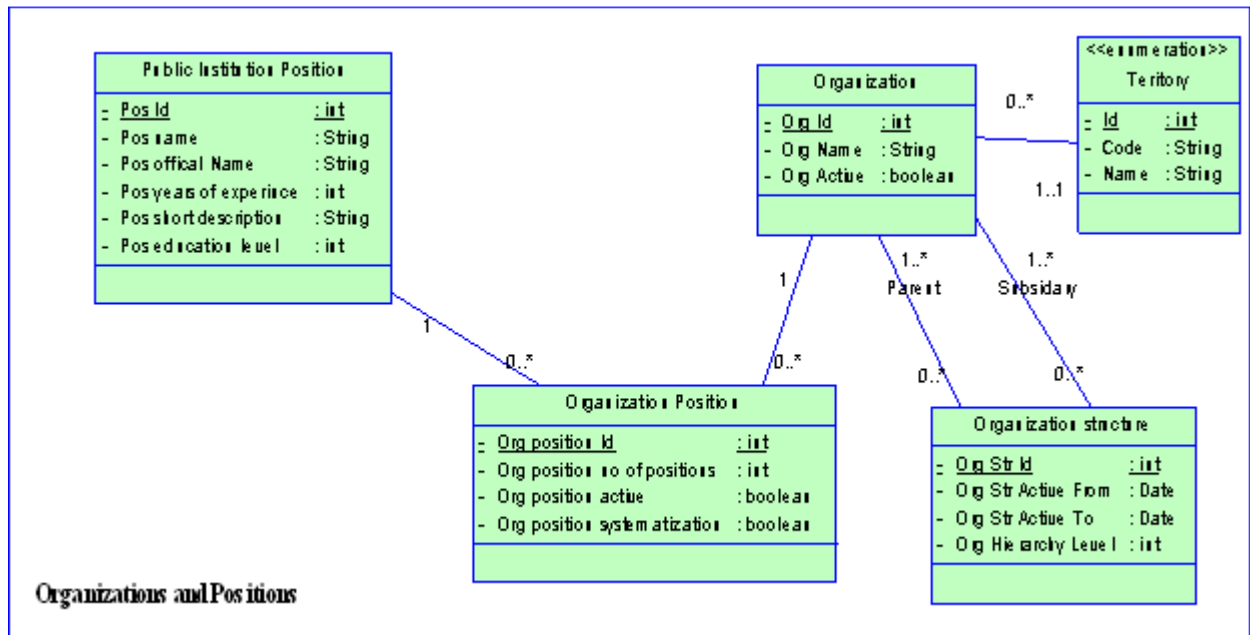 Public Institution Position
- Pos Id : int
- Pos name : String
- Pos offical Name : String
- Pos years of experince : int
- Pos short description : String
- Pos education level : int
Organization
- Org Id : int
- Org Name : String
- Org Active : boolean
<<enumeration>>
Teritory
- Id : int
- Code : String
- Name : String
0..*
1..1
1
0..*
1
0..*
1..*
Parent
0..*
1..*
Subsidary
0..*
Organization Position
- Org position Id : int
- Org position no of positions : int
- Org position active : boolean
- Org position systematization : boolean
Organization structure
- Org Str Id : int
- Org Str Active From : Date
- Org Str Active To : Date
- Org Hierarchy Level : int
Organizations and Positions